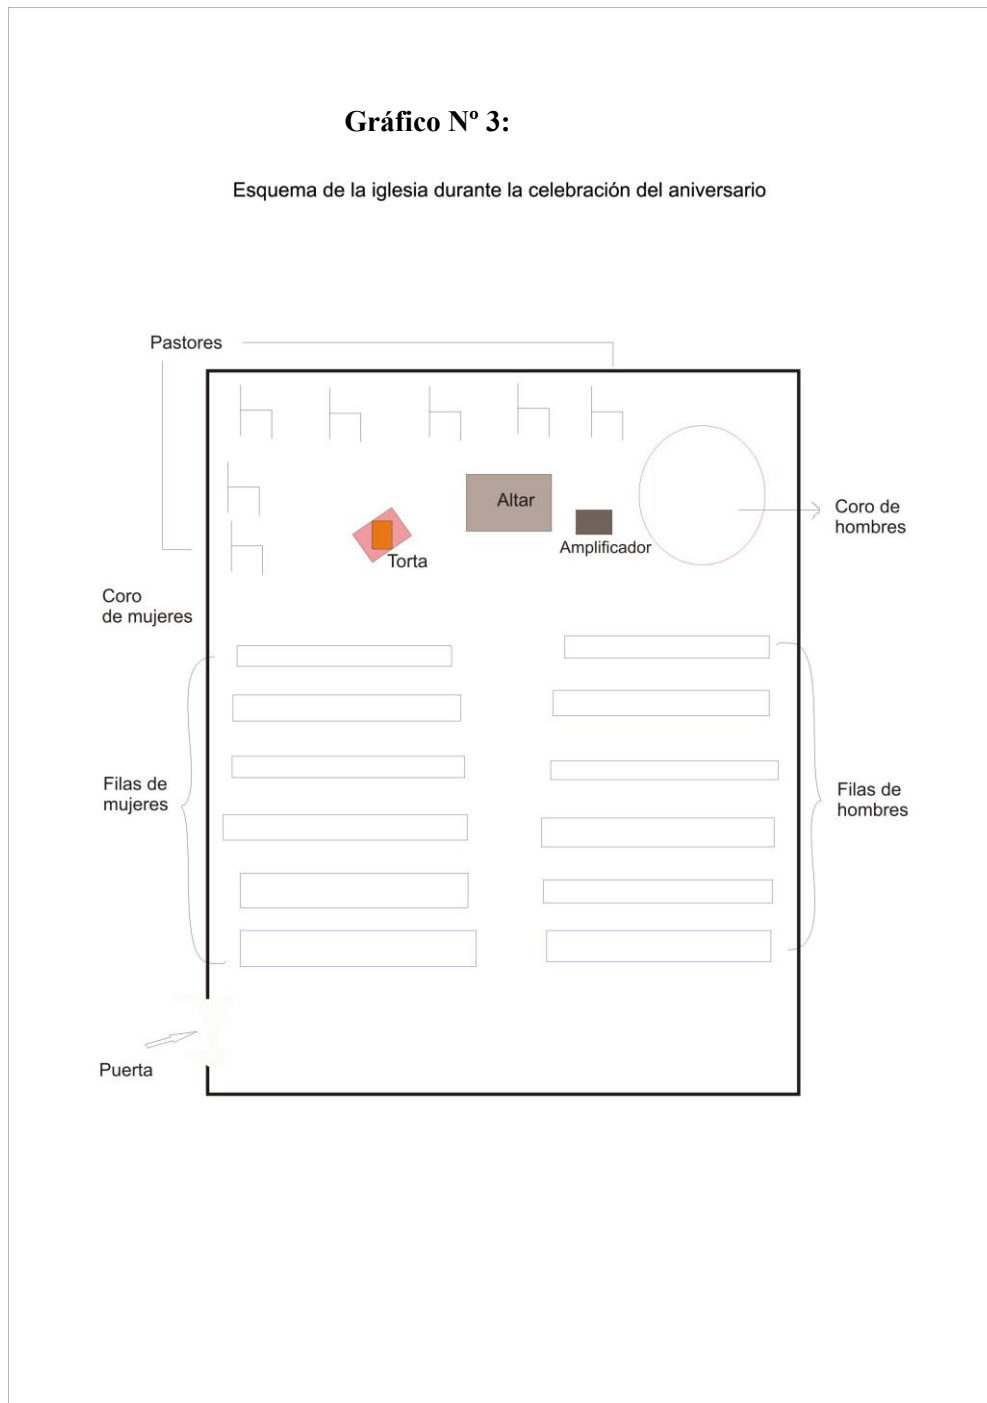 Gráfico Nº 3:
Esquema de la iglesia durante la celebración del aniversario
Pastores
Altar
Coro de
hombres
Amplificador
Torta
Coro
de mujeres
Filas de
mujeres
Filas de
hombres
Puerta